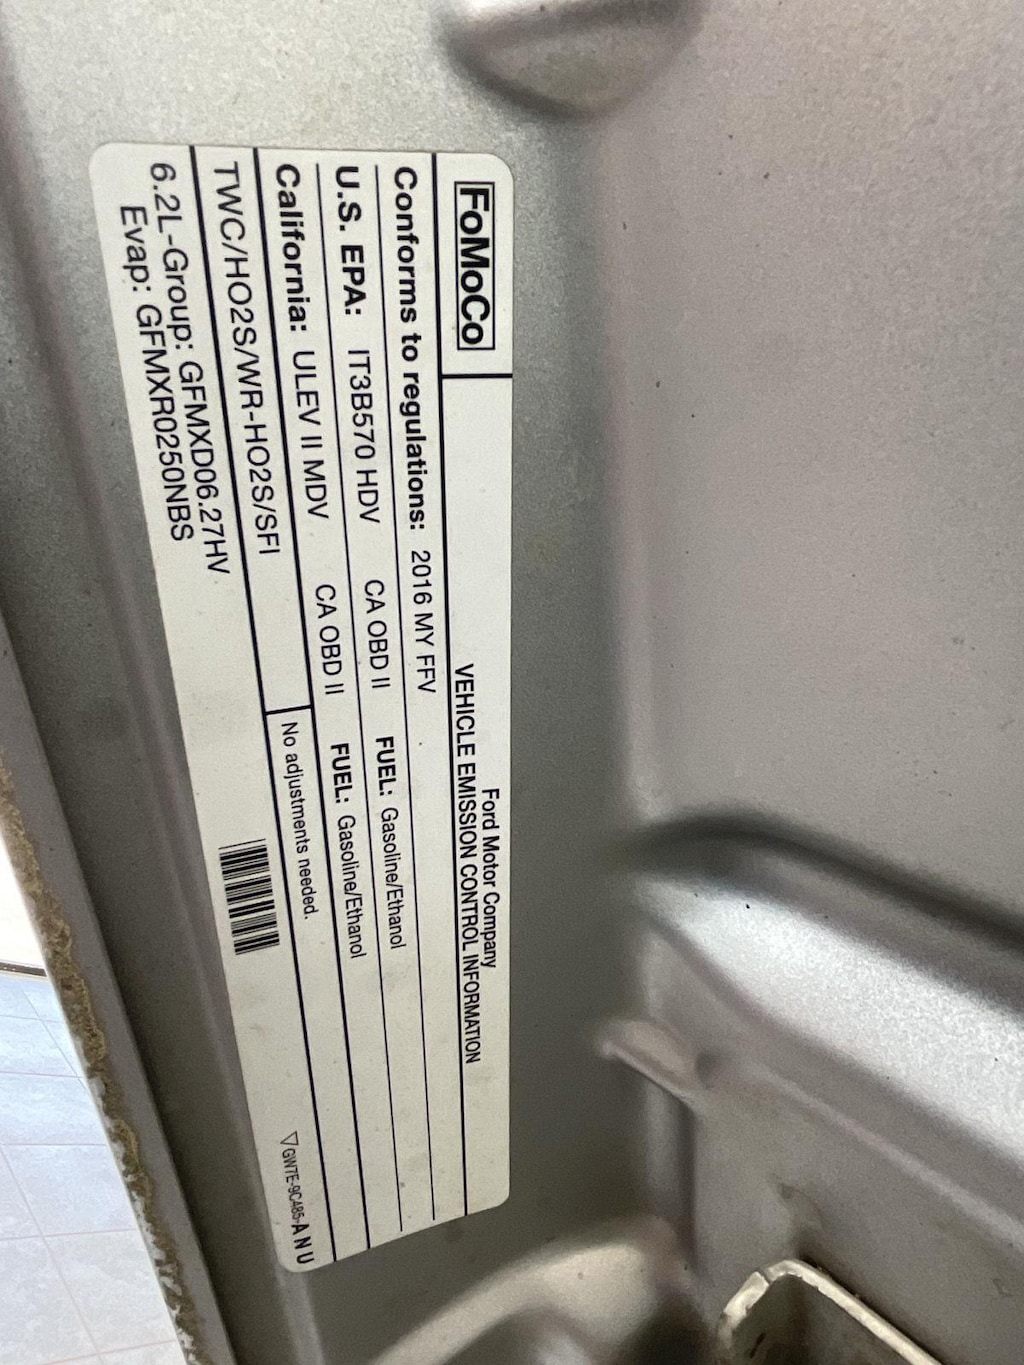 FoMoCo
Ford Motor Company
VEHICLE EMISSION CONTROL INFORMATION
Conforms to regulations: 2016 MY FFV
U.S. EPA: IT3B570 HDV CA OBD II FUEL: Gasoline/Ethanol
California: ULEV II MDV CA OBD II FUEL: Gasoline/Ethanol
TWC/HO2S/WR-HO2S/SFI
No adjustments needed.
6.2L-Group: GFMXD06.27HV
Evap: GFMXR0250NBS
GW7E-9C485-ANU